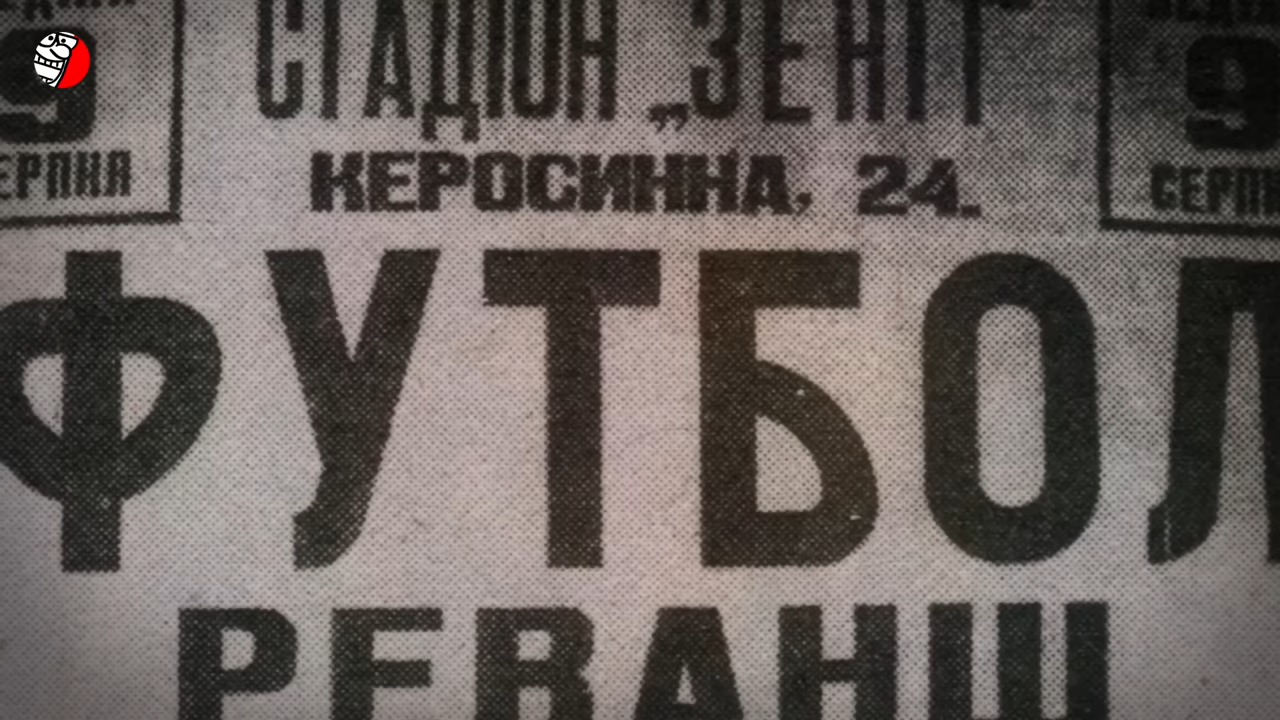 9
СТАДІОН „ЗЕНІТ"
9
СЕРПНЯ
КЕРОСИННА, 24.
СЕРПН
ФУТБОЛ
РЕВАНШ